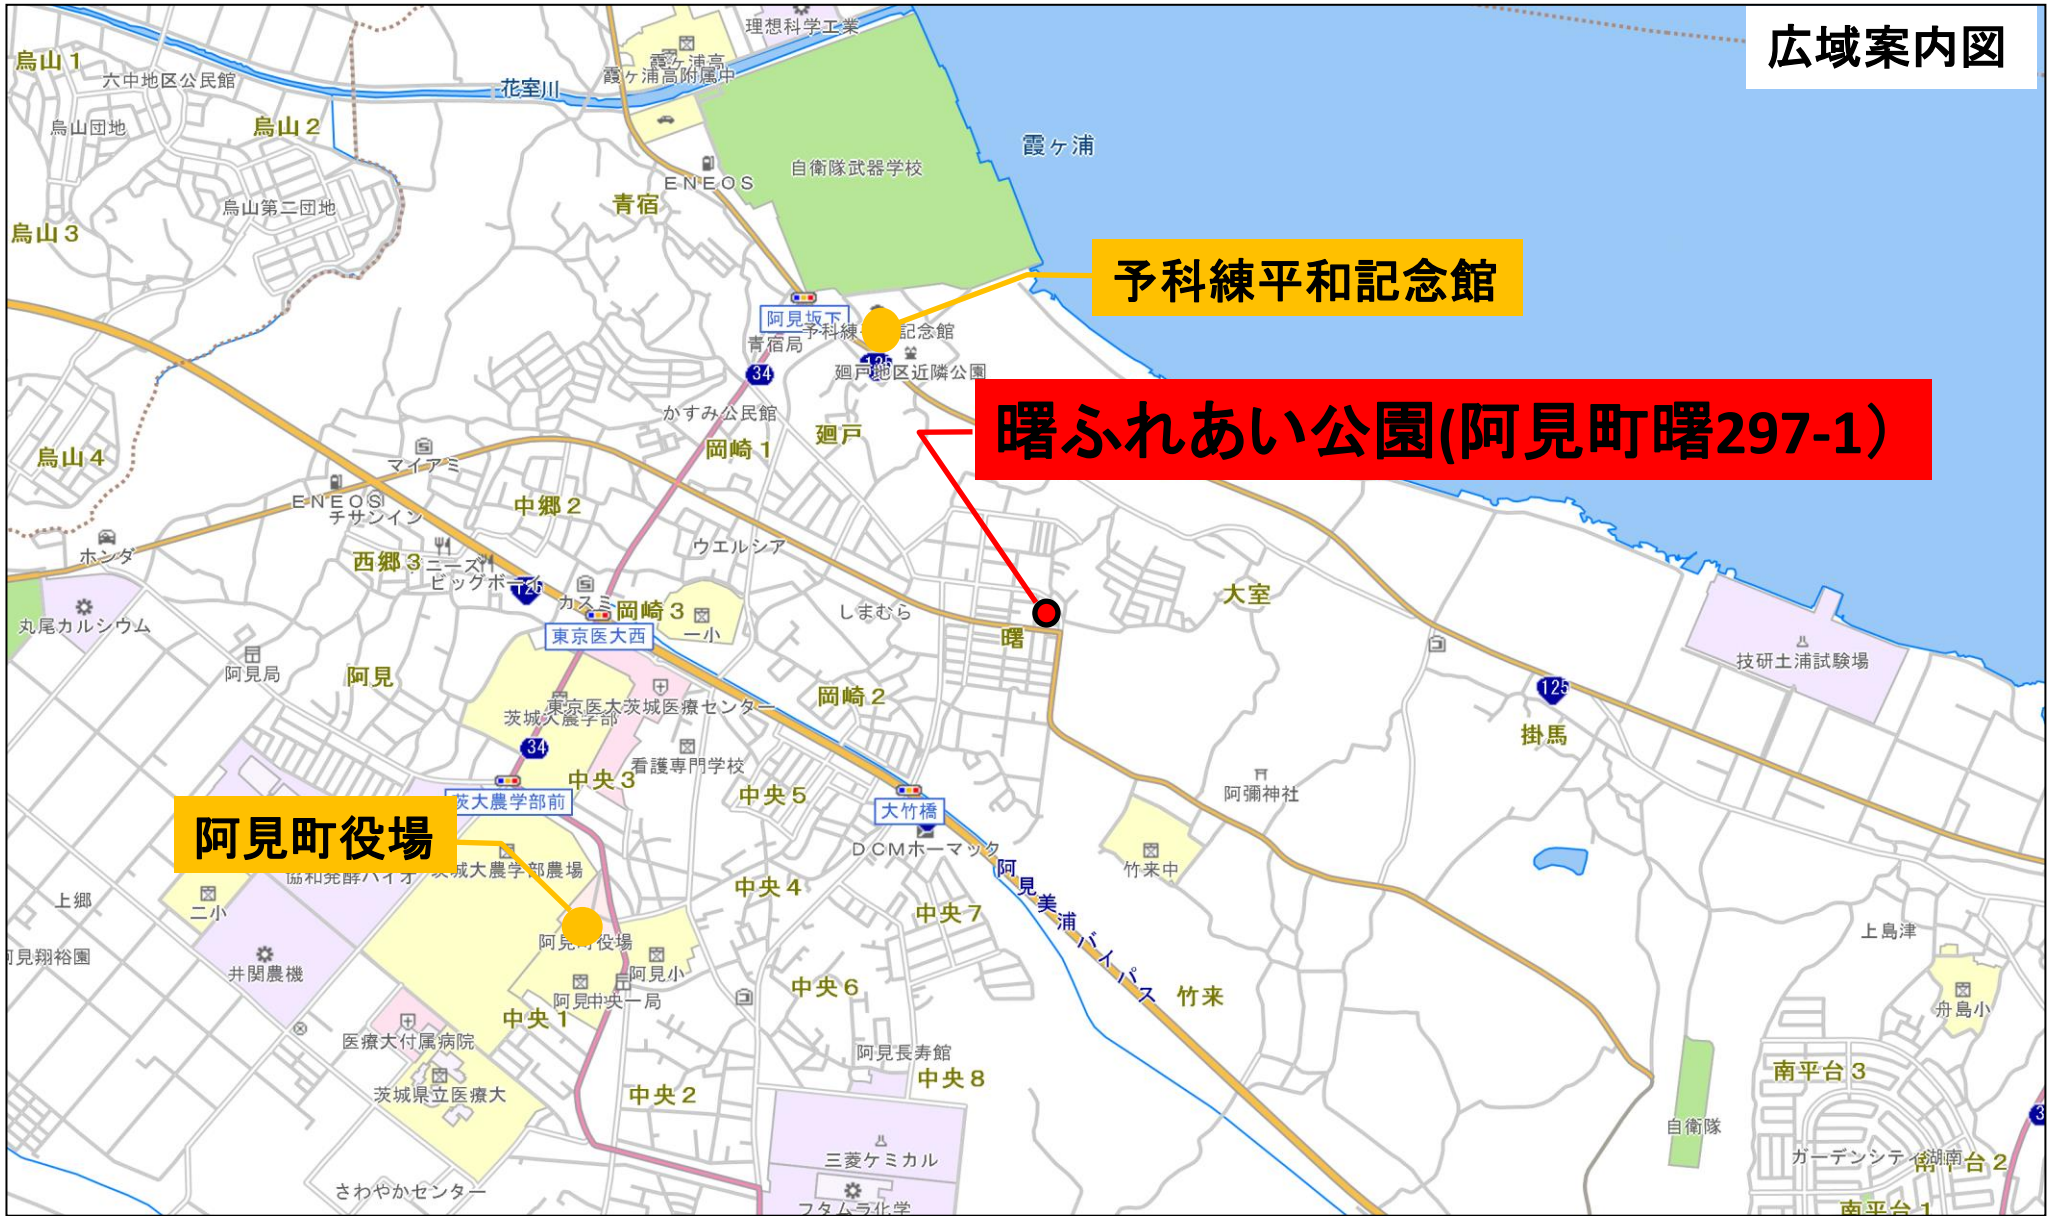 広域案内図
理想科学工業
烏山1
六中地区公民館
霞ヶ浦高
霞ヶ浦高附属中
花室川
烏山団地
烏山2
霞ヶ浦
自衛隊武器学校
ENEOS
青宿
烏山第二団地
烏山3
予科練平和記念館
阿見坂下
予科練
記念館
青宿局
34
125
廻戸地区近隣公園
かすみ公民館
曙ふれあい公園(阿見町曙297-1)
廻戸
岡崎1
烏山4
マイアミ
ENEOS
チサンイン
中郷2
ホンダ
ウエルシア
西郷3
ニーズ
ビッグボーイ
125
カスミ
岡崎3
大室
丸尾カルシウム
東京医大西
一小
しまむら
曙
阿見局
阿見
技研土浦試験場
岡崎2
125
茨城大農学部
東京医大茨城医療センター
掛馬
34
看護専門学校
中央3
中央5
阿彌神社
茨大農学部前
大竹橋
阿見町役場
DCMホーマック
協和発酵バイオ
茨城大農学部農場
竹来中
上郷
中央4
阿見美浦バイパス
二小
中央7
上島津
阿見町役場
阿見翔裕園
井関農機
阿見小
中央6
竹来
阿見中央一局
舟島小
中央1
医療大付属病院
阿見長寿館
中央8
南平台3
茨城県立医療大
中央2
自衛隊
三菱ケミカル
ガーデンシティ湖南
南平台2
さわやかセンター
フタムラ化学
南平台1